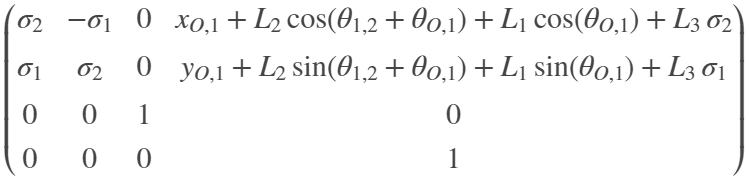 σ₂ −σ₁ 0 x_{O,1} + L₂ cos(θ_{1,2} + θ_{O,1}) + L₁ cos(θ_{O,1}) + L₃ σ₂
σ₁ σ₂ 0 y_{O,1} + L₂ sin(θ_{1,2} + θ_{O,1}) + L₁ sin(θ_{O,1}) + L₃ σ₁
0 0 1 0
0 0 0 1